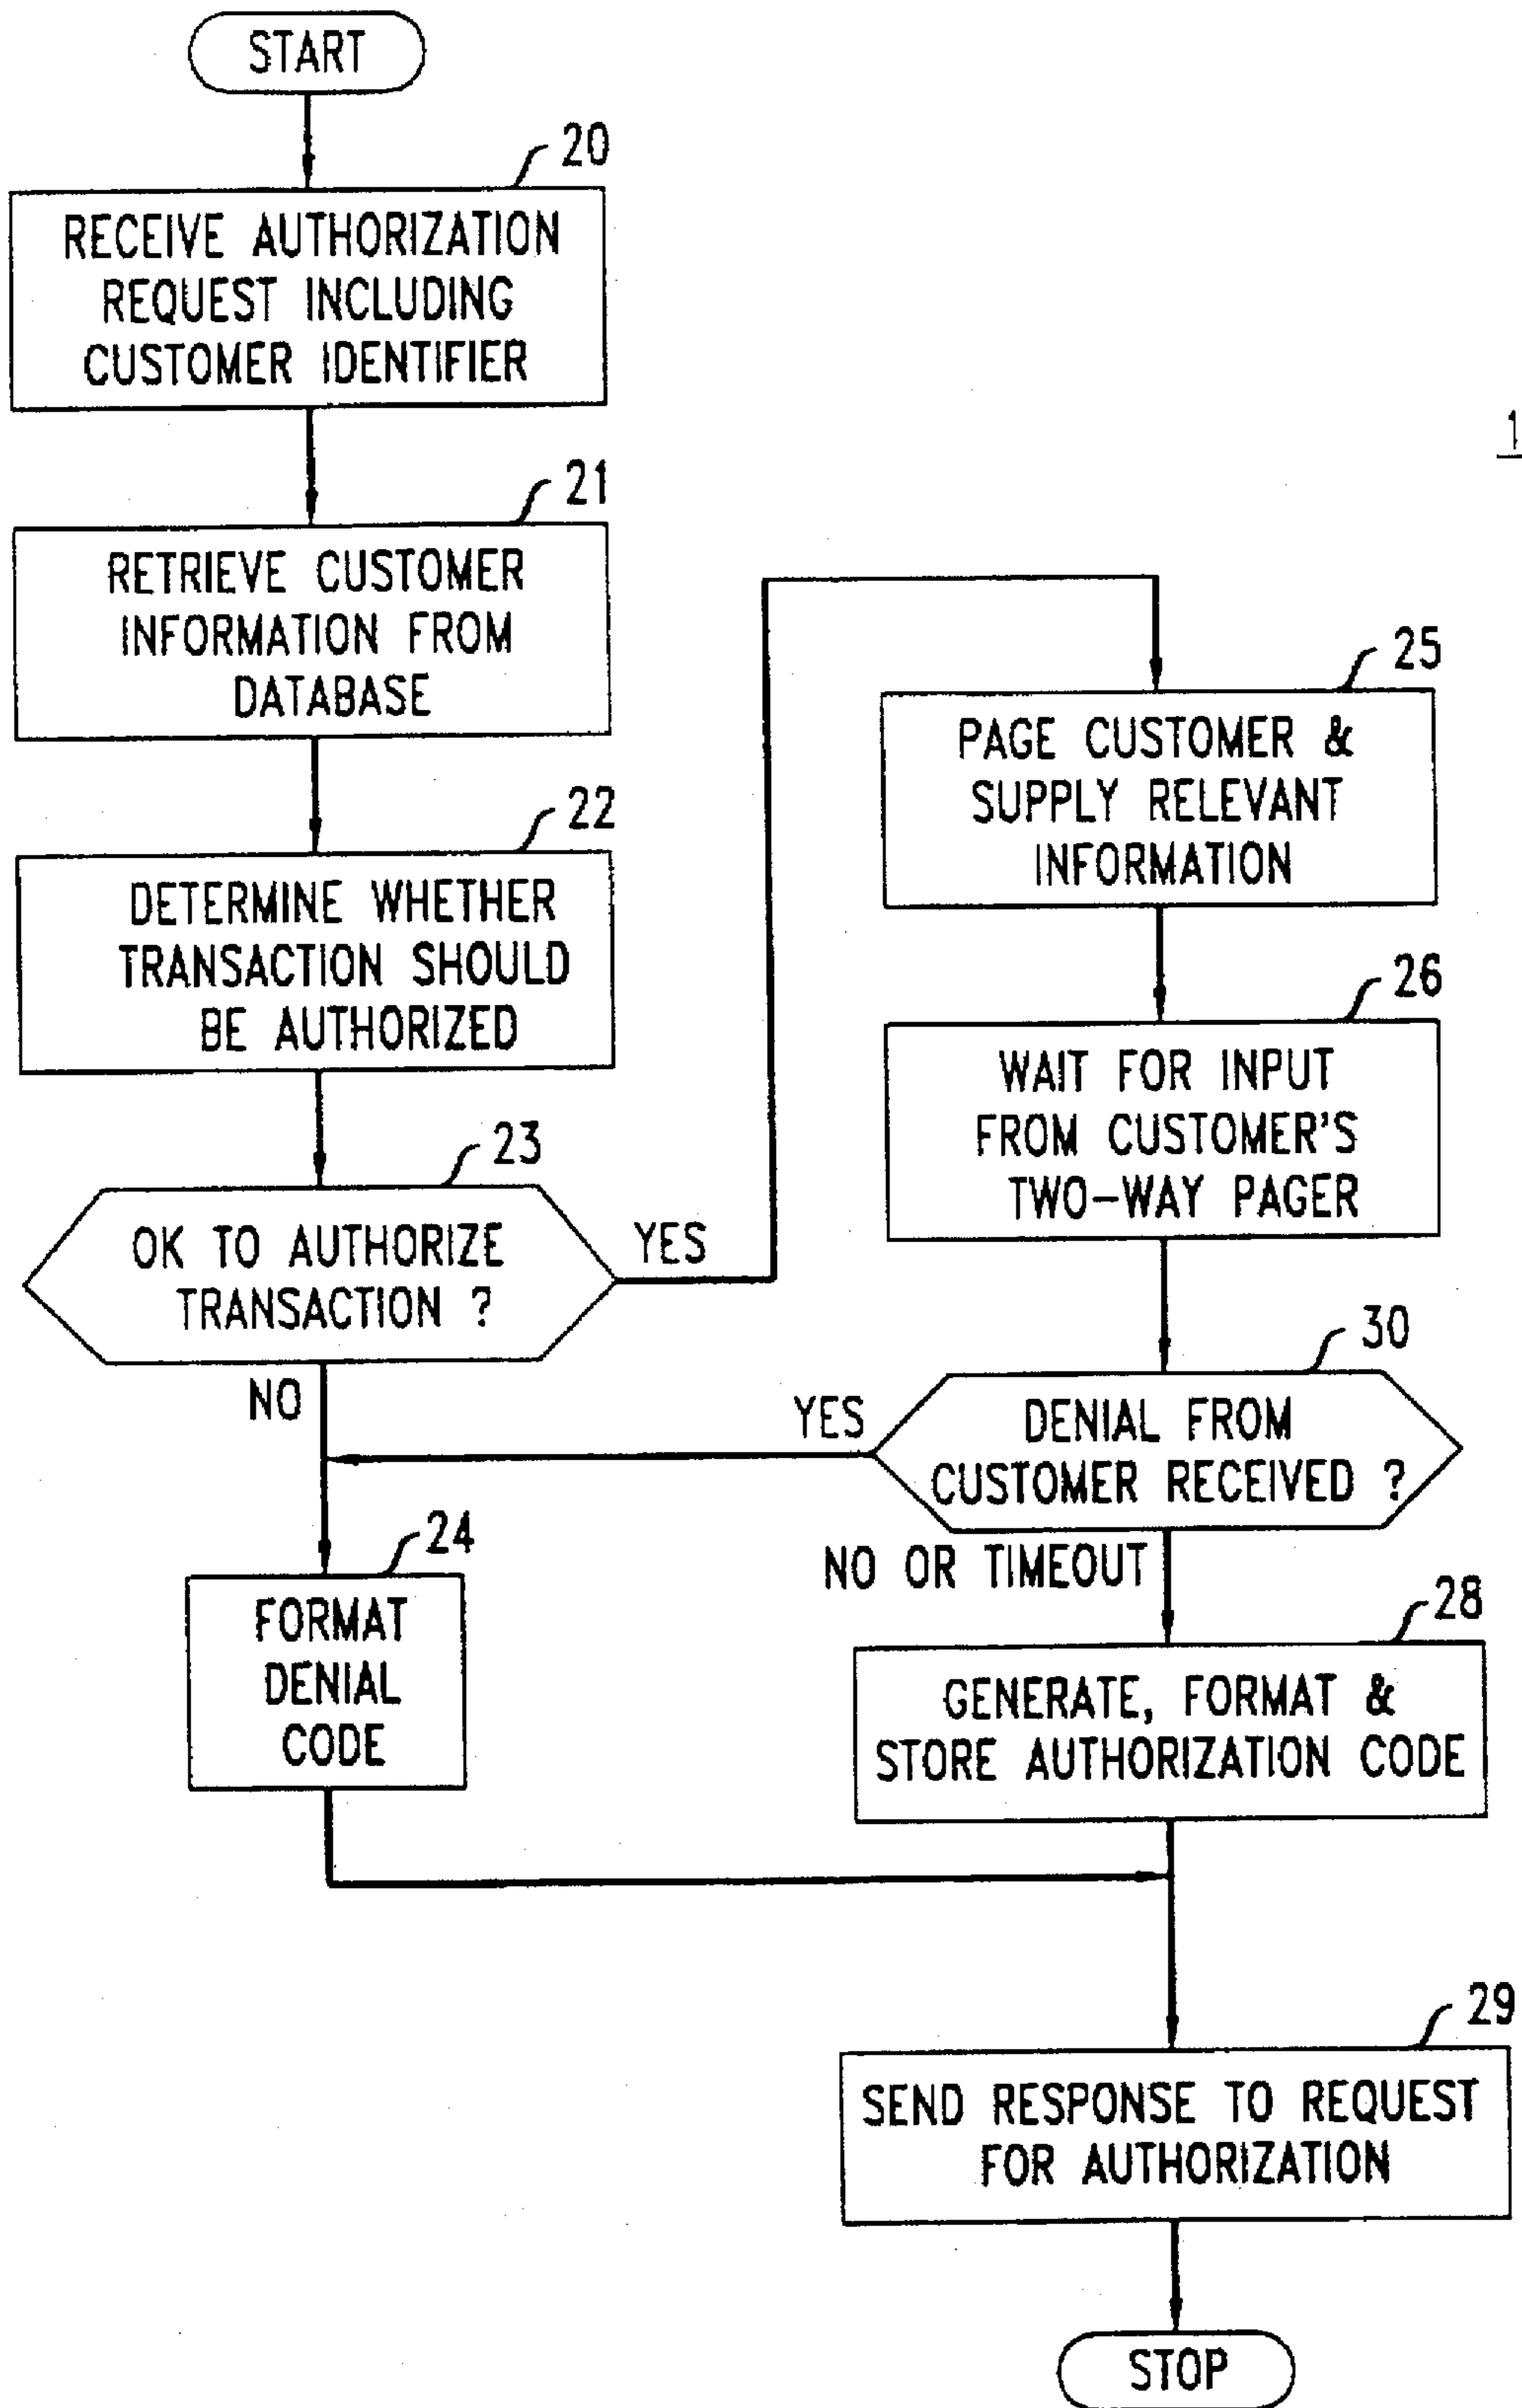 START
20
RECEIVE AUTHORIZATION
REQUEST INCLUDING
CUSTOMER IDENTIFIER
21
RETRIEVE CUSTOMER
INFORMATION FROM
DATABASE
22
DETERMINE WHETHER
TRANSACTION SHOULD
BE AUTHORIZED
23
OK TO AUTHORIZE
TRANSACTION ?
YES
NO
24
FORMAT
DENIAL
CODE
1
25
PAGE CUSTOMER &
SUPPLY RELEVANT
INFORMATION
26
WAIT FOR INPUT
FROM CUSTOMER'S
TWO-WAY PAGER
30
DENIAL FROM
CUSTOMER RECEIVED ?
YES
NO OR TIMEOUT
28
GENERATE, FORMAT &
STORE AUTHORIZATION CODE
29
SEND RESPONSE TO REQUEST
FOR AUTHORIZATION
STOP